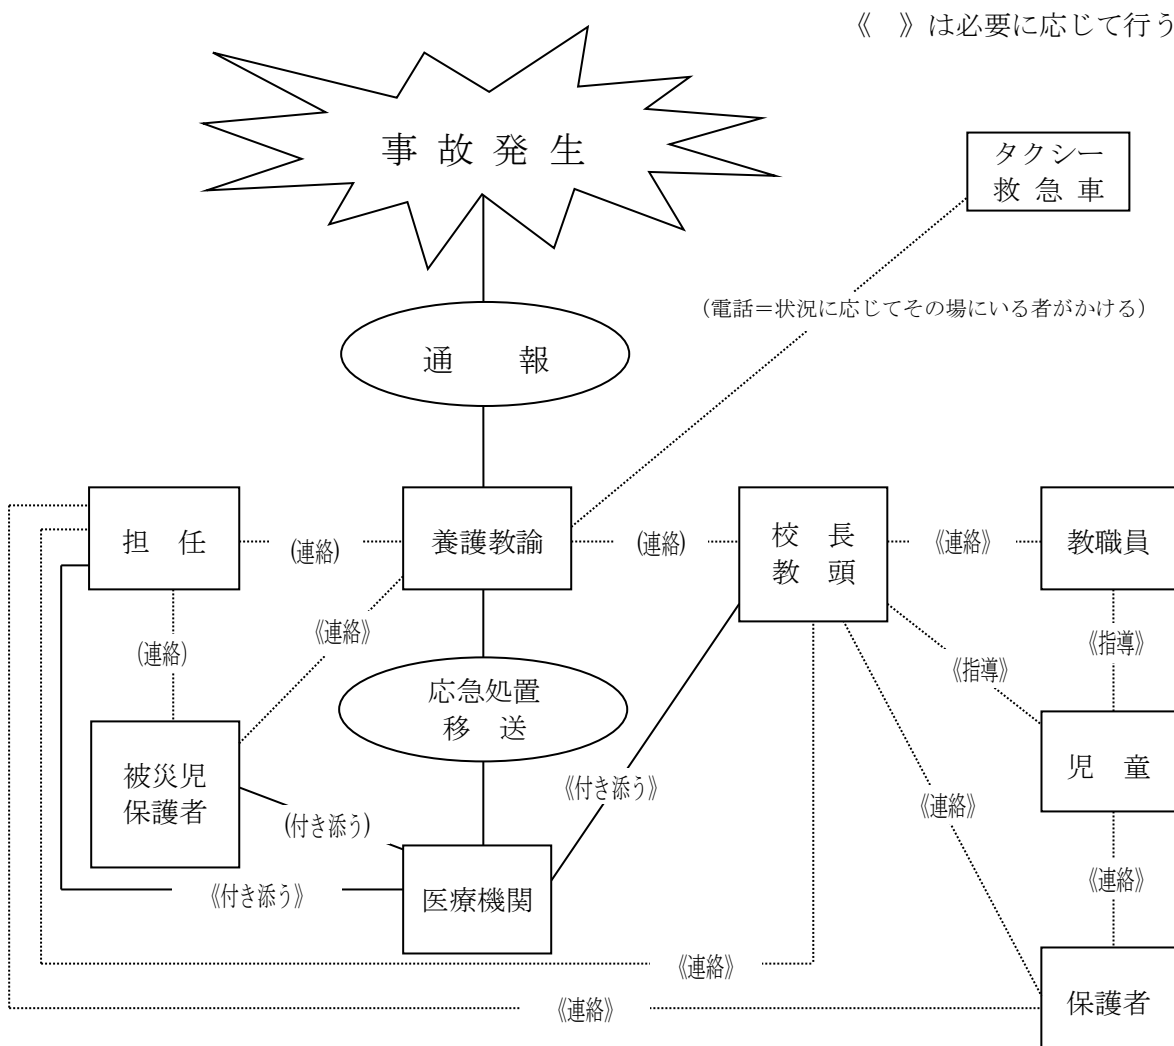 《　》は必要に応じて行う
事故発生
タクシー
救急車
（電話＝状況に応じてその場にいる者がかける）
通　報
担　任
(連絡)
養護教諭
(連絡)
校　長
教　頭
《連絡》
教職員
(連絡)
《連絡》
《指導》
《指導》
応急処置
移　送
被災児
保護者
児　童
《付き添う》
《連絡》
(付き添う)
《連絡》
《付き添う》
医療機関
《連絡》
《連絡》
保護者